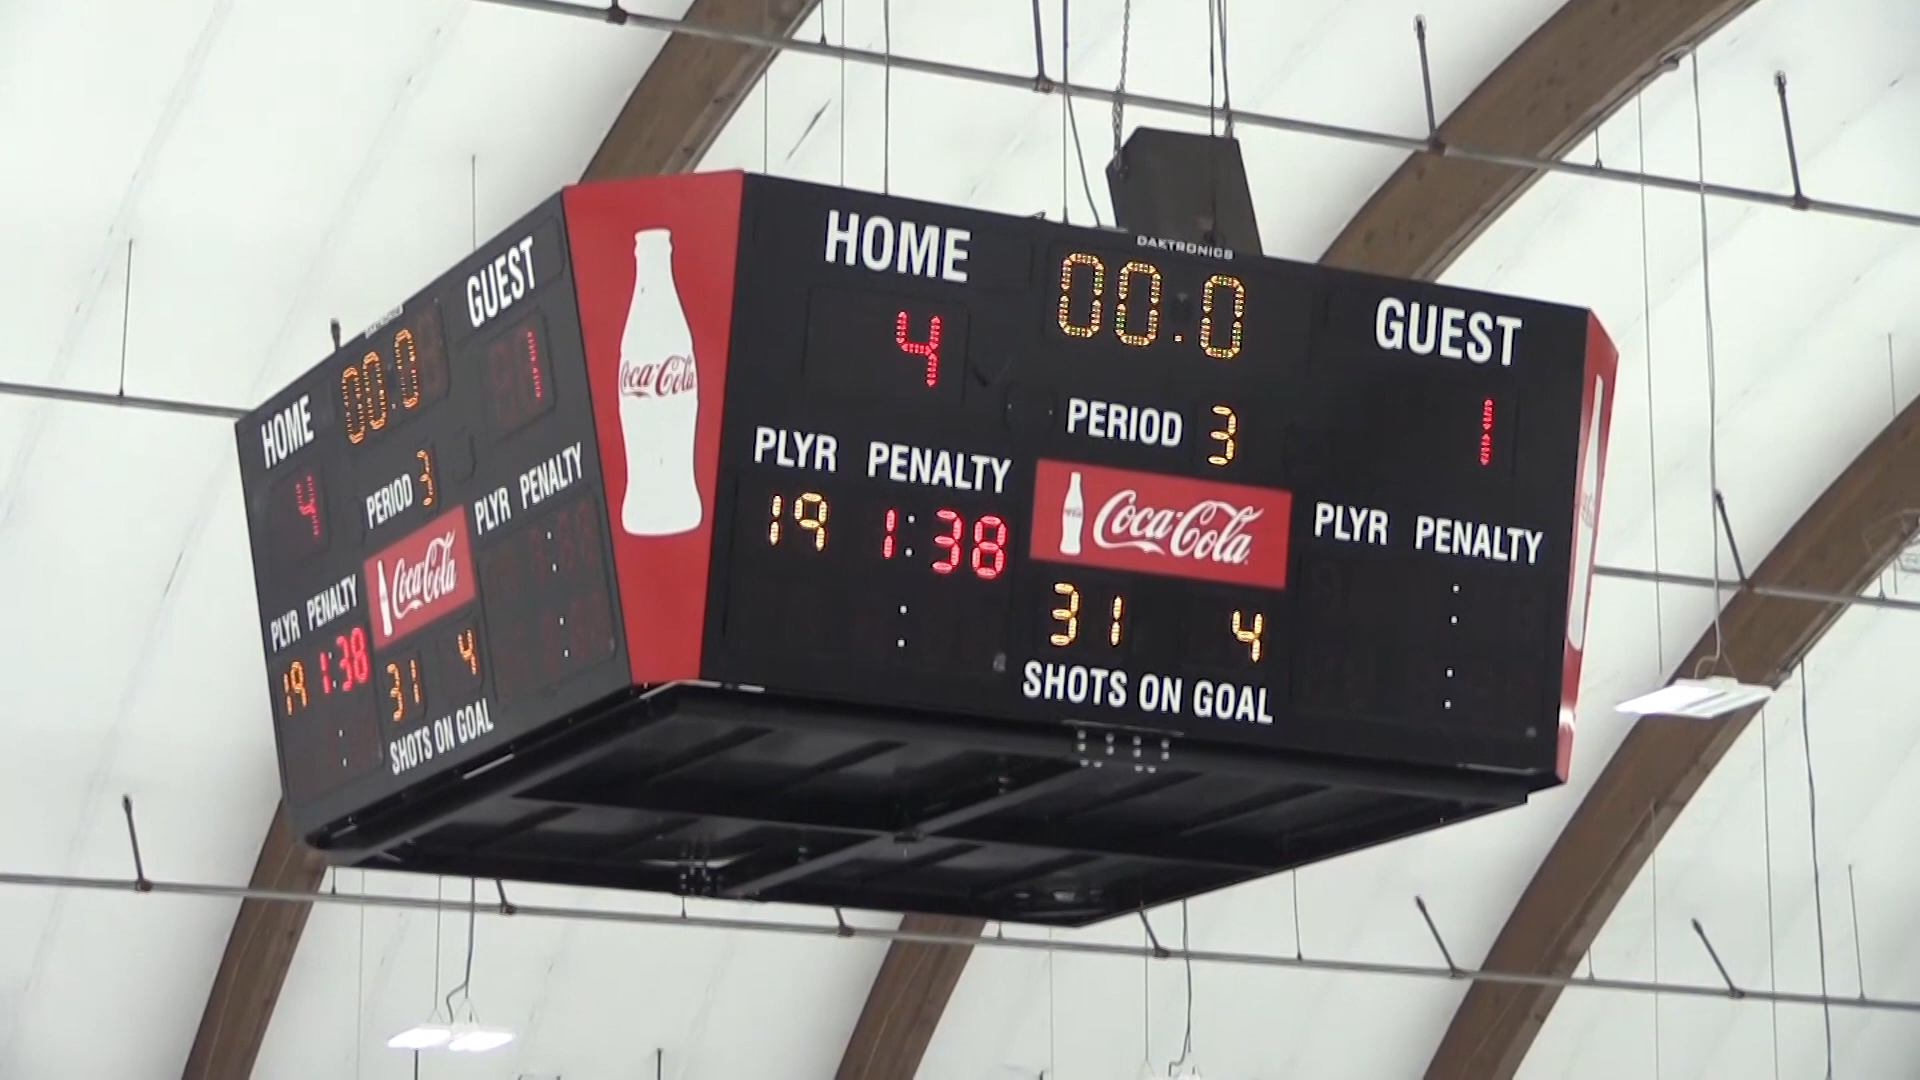 DAKTRONICS
HOME 00.0 GUEST
4 1
PERIOD 3
PLYR PENALTY
19 1:38
Coca-Cola
PLYR PENALTY
:
:
:
:
31 4
SHOTS ON GOAL
Coca-Cola
HOME 00.0 GUEST
4 1
PERIOD 3
PLYR PENALTY
19 1:38
Coca-Cola
PLYR PENALTY
:
:
:
31 4
SHOTS ON GOAL